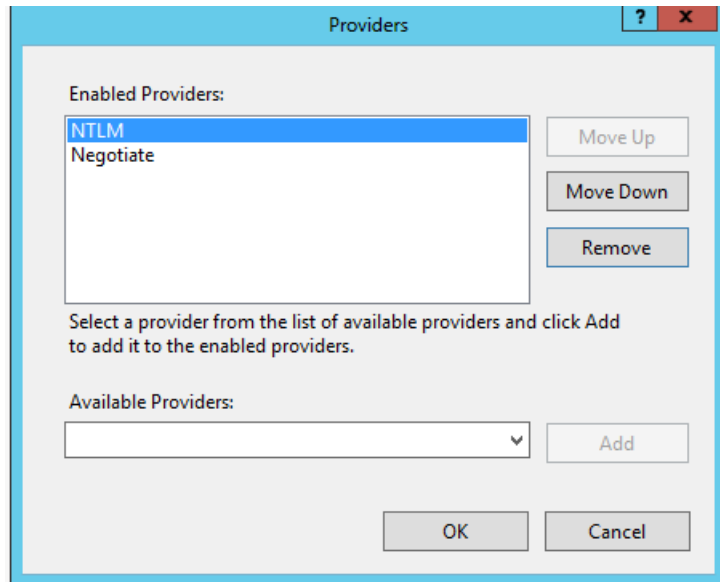 Providers
?
x
Enabled Providers:
NTLM
Negotiate
Move Up
Move Down
Remove
Select a provider from the list of available providers and click Add
to add it to the enabled providers.
Available Providers:
Add
OK
Cancel